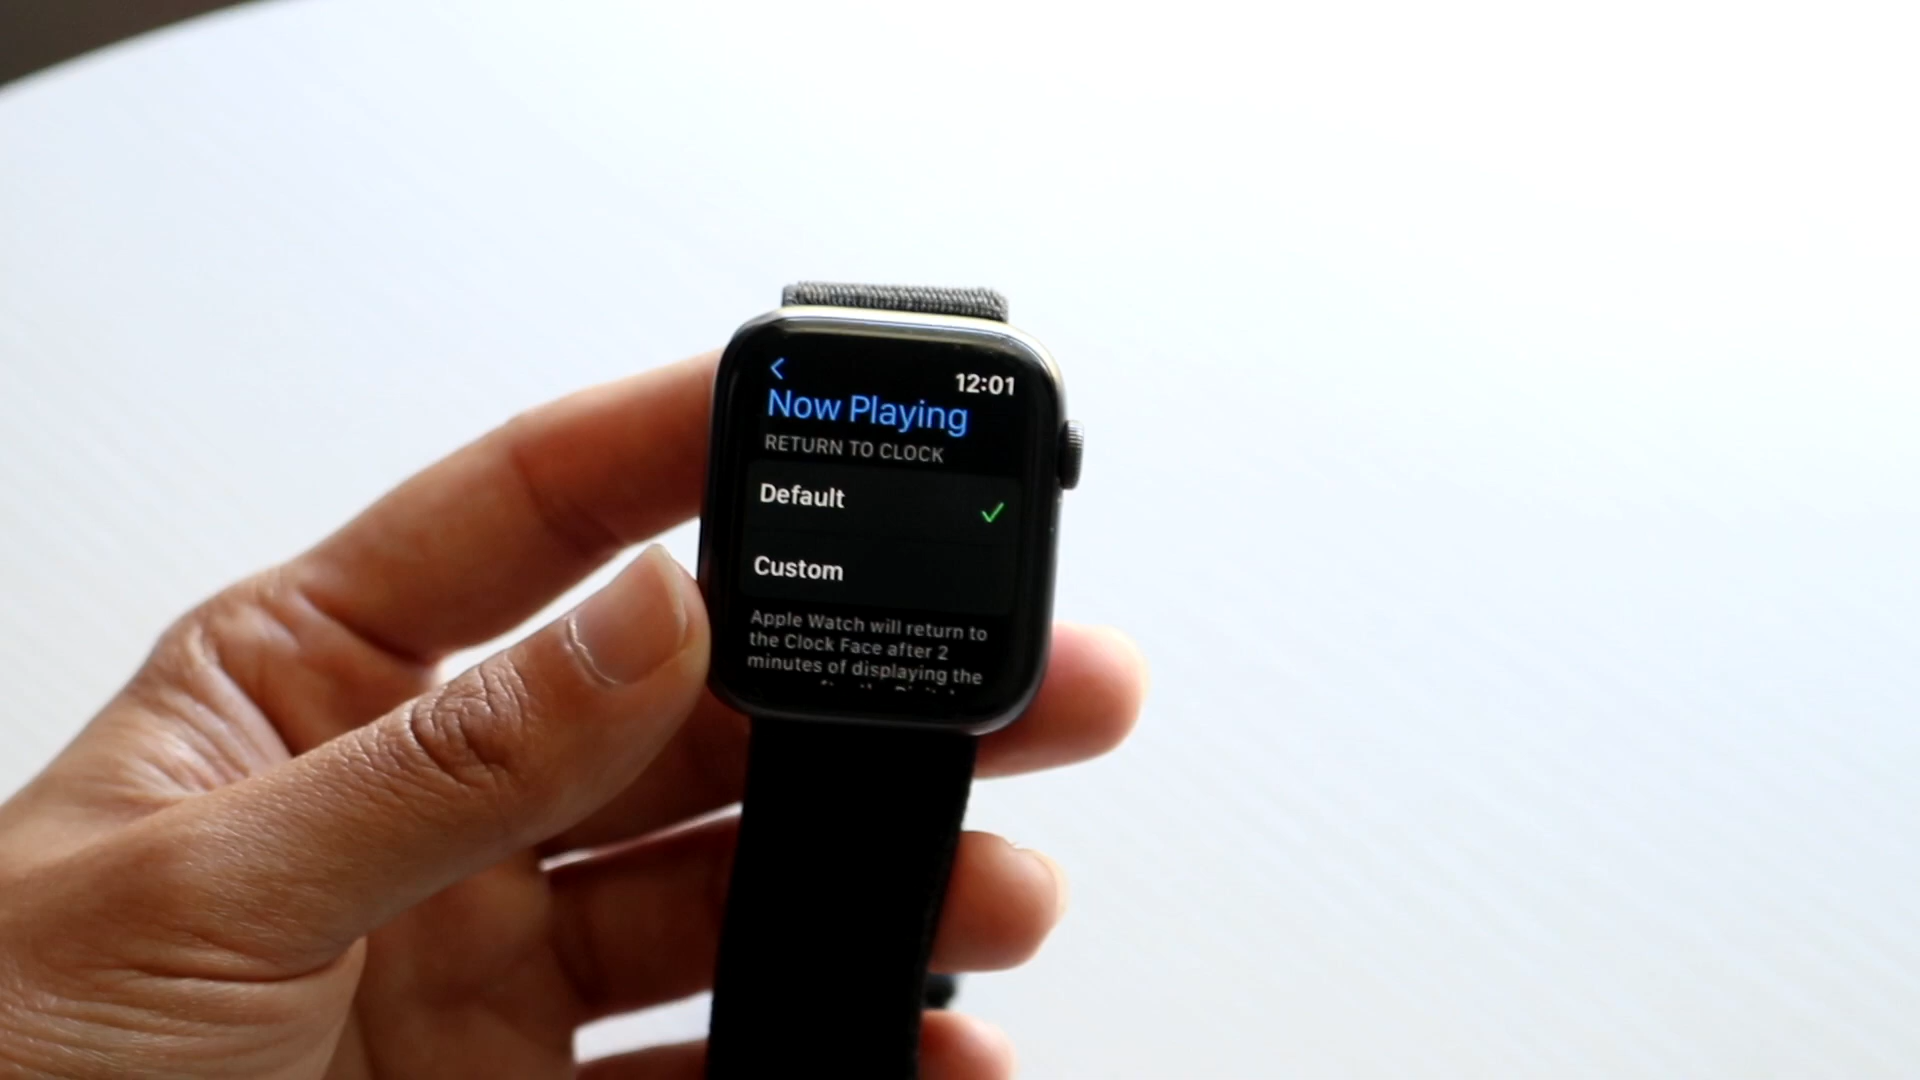 12:01
Now Playing
RETURN TO CLOCK
Default
Custom
Apple Watch will return to
the Clock Face after 2
minutes of displaying the